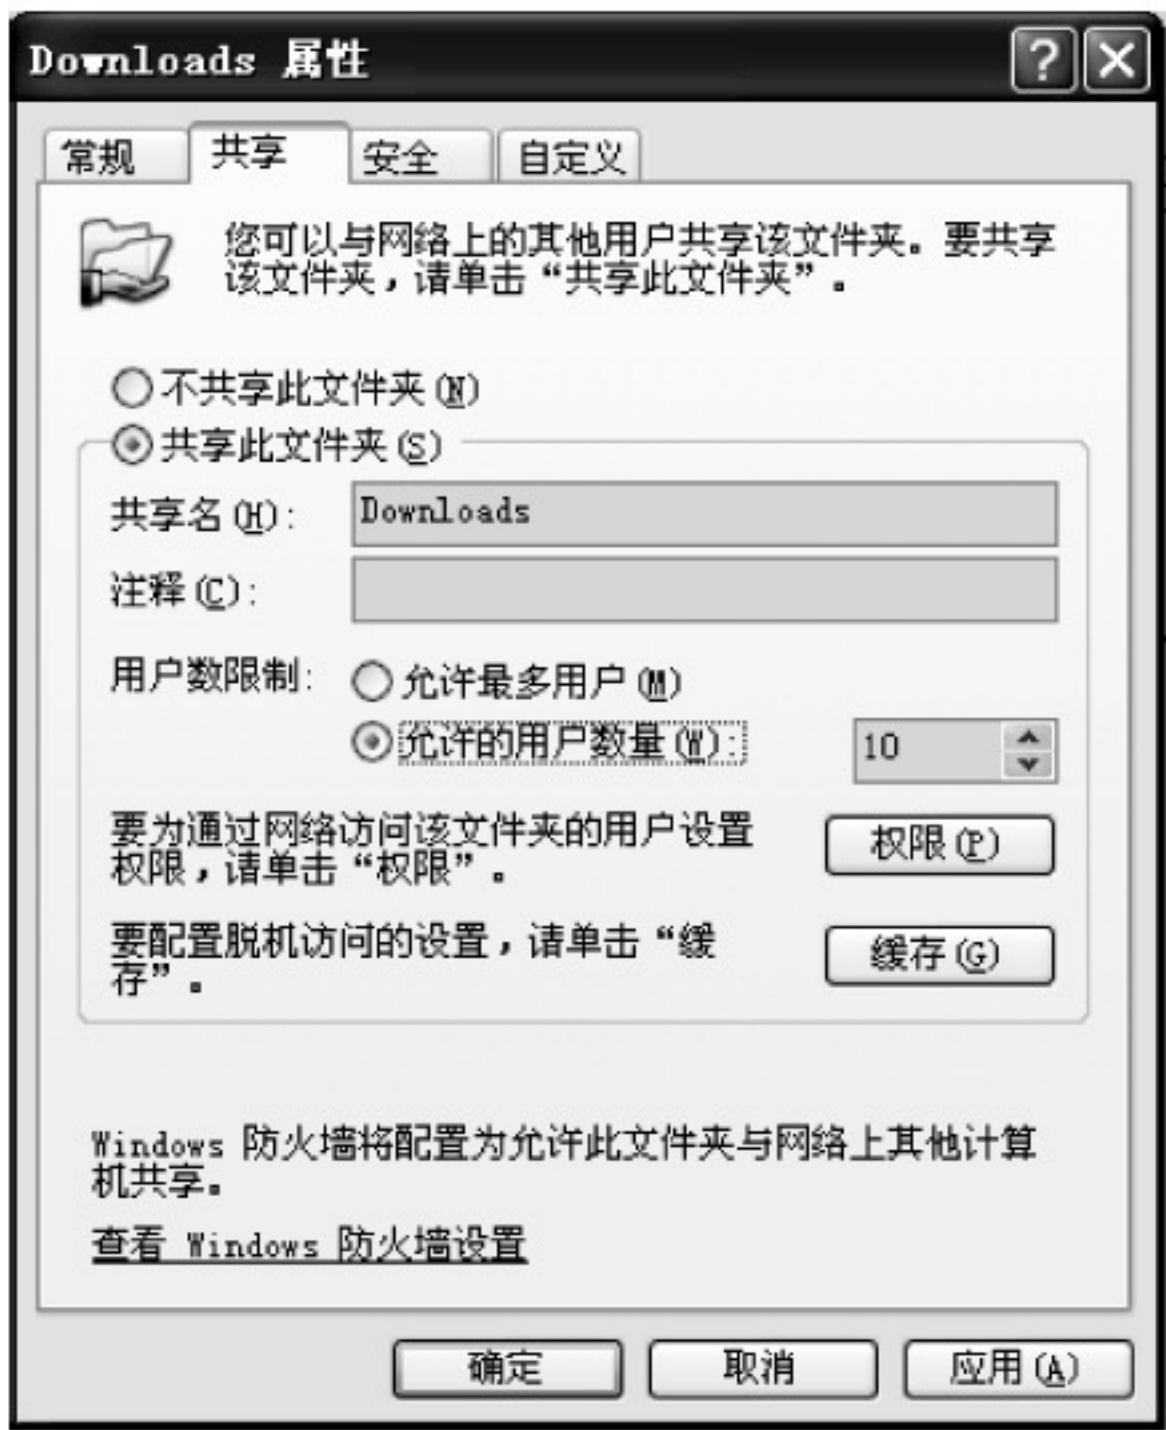 Downloads 属性
常规 共享 安全 自定义
您可以与网络上的其他用户共享该文件夹。要共享
该文件夹，请单击“共享此文件夹”。
不共享此文件夹(N)
共享此文件夹(S)
共享名(H): Downloads
注释(C):
用户数限制: 允许最多用户(M)
允许的用户数量(W): 10
要为通过网络访问该文件夹的用户设置
权限，请单击“权限”。
权限(P)
要配置脱机访问的设置，请单击“缓
存”。
缓存(G)
Windows 防火墙将配置为允许此文件夹与网络上其他计算
机共享。
查看 Windows 防火墙设置
确定 取消 应用(A)